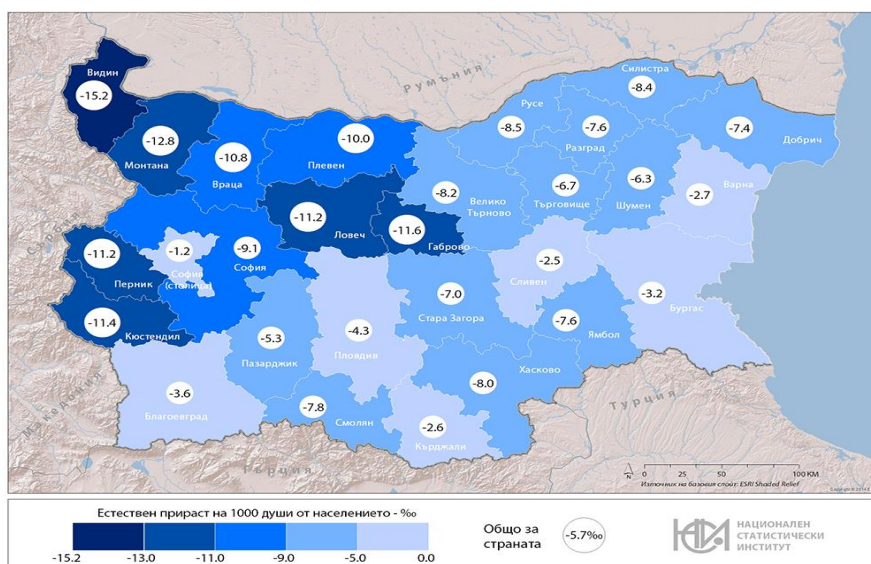 Румъния
Видин
-15.2
Монтана
-12.8
Враца
-10.8
Плевен
-10.0
Русе
-8.5
Силистра
-8.4
Разград
-7.6
Добрич
-7.4
Ловеч
-11.2
Габрово
-11.6
-8.2
Велико
Търново
-6.7
Търговище
-6.3
Шумен
Варна
-2.7
-11.2
Перник
-1.2
София
(столица)
-9.1
София
-2.5
Сливен
-3.2
Бургас
-11.4
Кюстендил
-5.3
Пазарджик
-4.3
Пловдив
-7.0
Стара Загора
-7.6
Ямбол
-3.6
Благоевград
-7.8
Смолян
-2.6
Кърджали
-8.0
Хасково
Македония
Гърция
Турция
N
0 25 50 100 KM
Източник на базовия слой: ESRI Shaded Relief
Естествен прираст на 1000 души от населението - ‰
-15.2 -13.0 -11.0 -9.0 -5.0 0.0
Общо за
страната
-5.7‰
НСИ
НАЦИОНАЛЕН
СТАТИСТИЧЕСКИ
ИНСТИТУТ